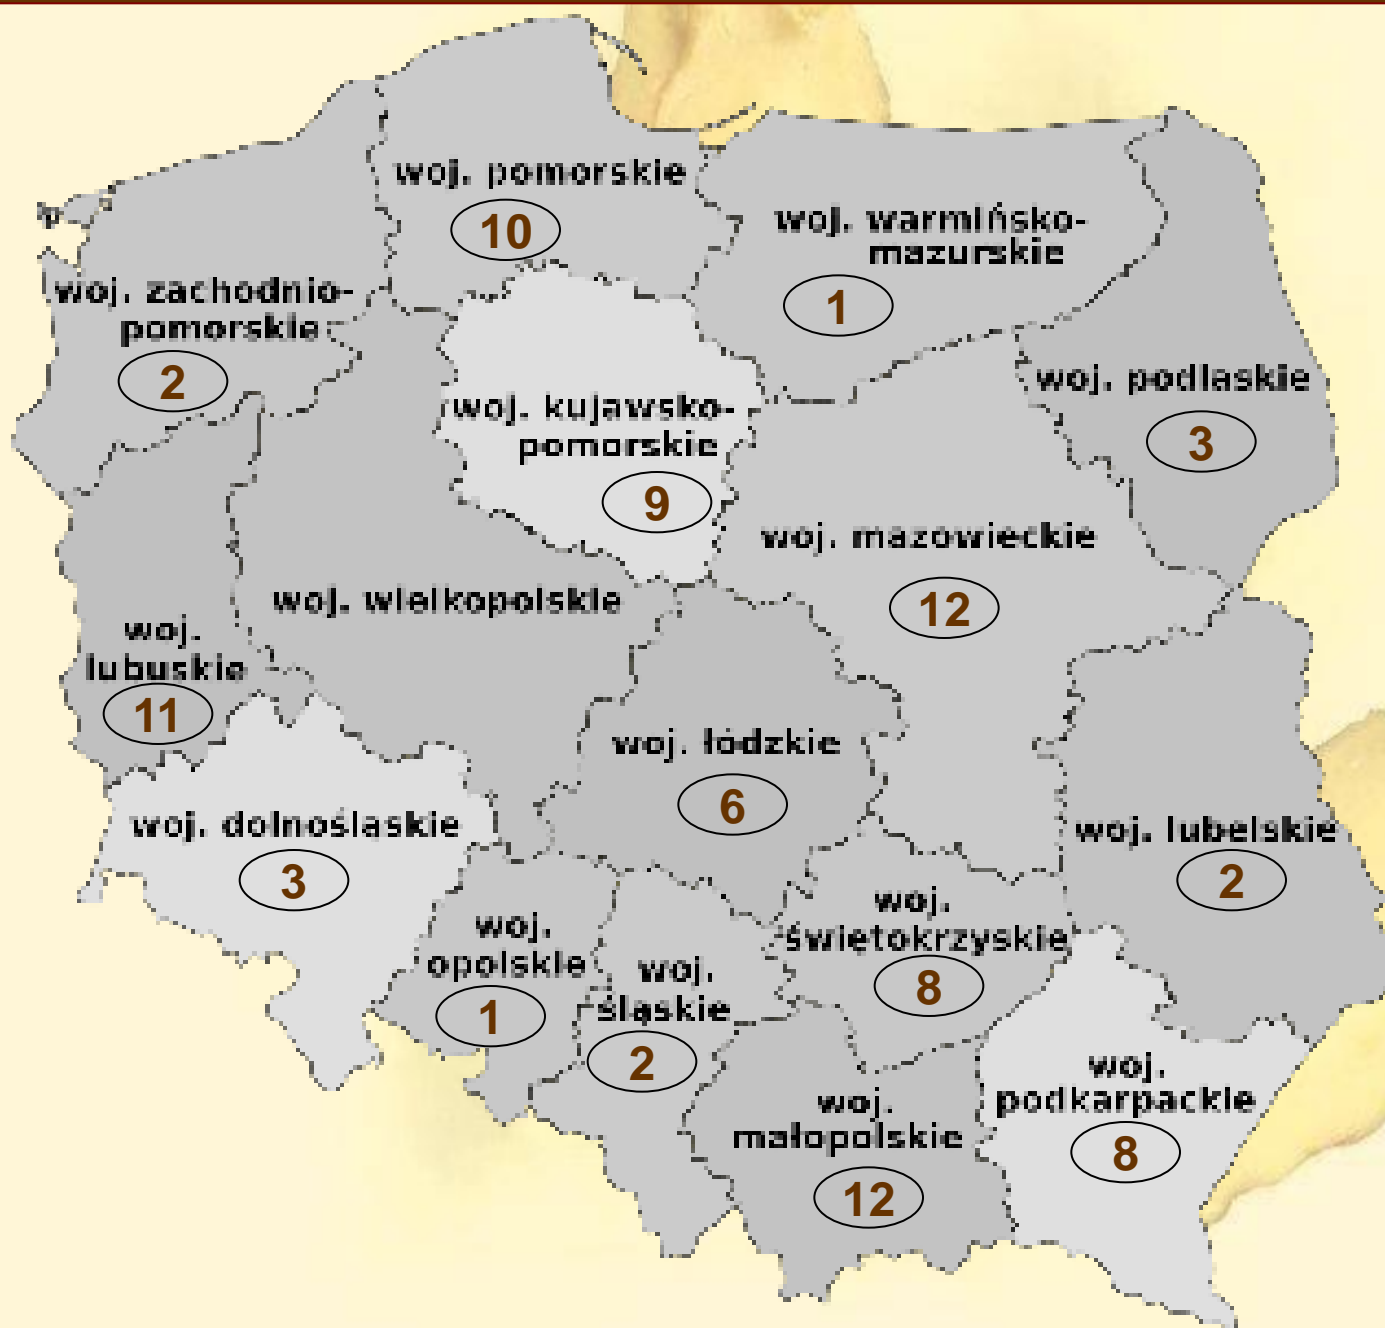 woj. pomorskie
10
woj. warmińsko-
mazurskie
1
woj. zachodnio-
pomorskie
2
woj. podlaskie
3
woj. kujawsko-
pomorskie
9
woj. mazowieckie
12
woj. wielkopolskie
woj.
lubuskie
11
woj. łódzkie
6
woj. dolnośląskie
3
woj. lubelskie
2
woj.
świętokrzyskie
8
woj.
opolskie
1
woj.
śląskie
2
woj.
podkarpackie
8
woj.
małopolskie
12